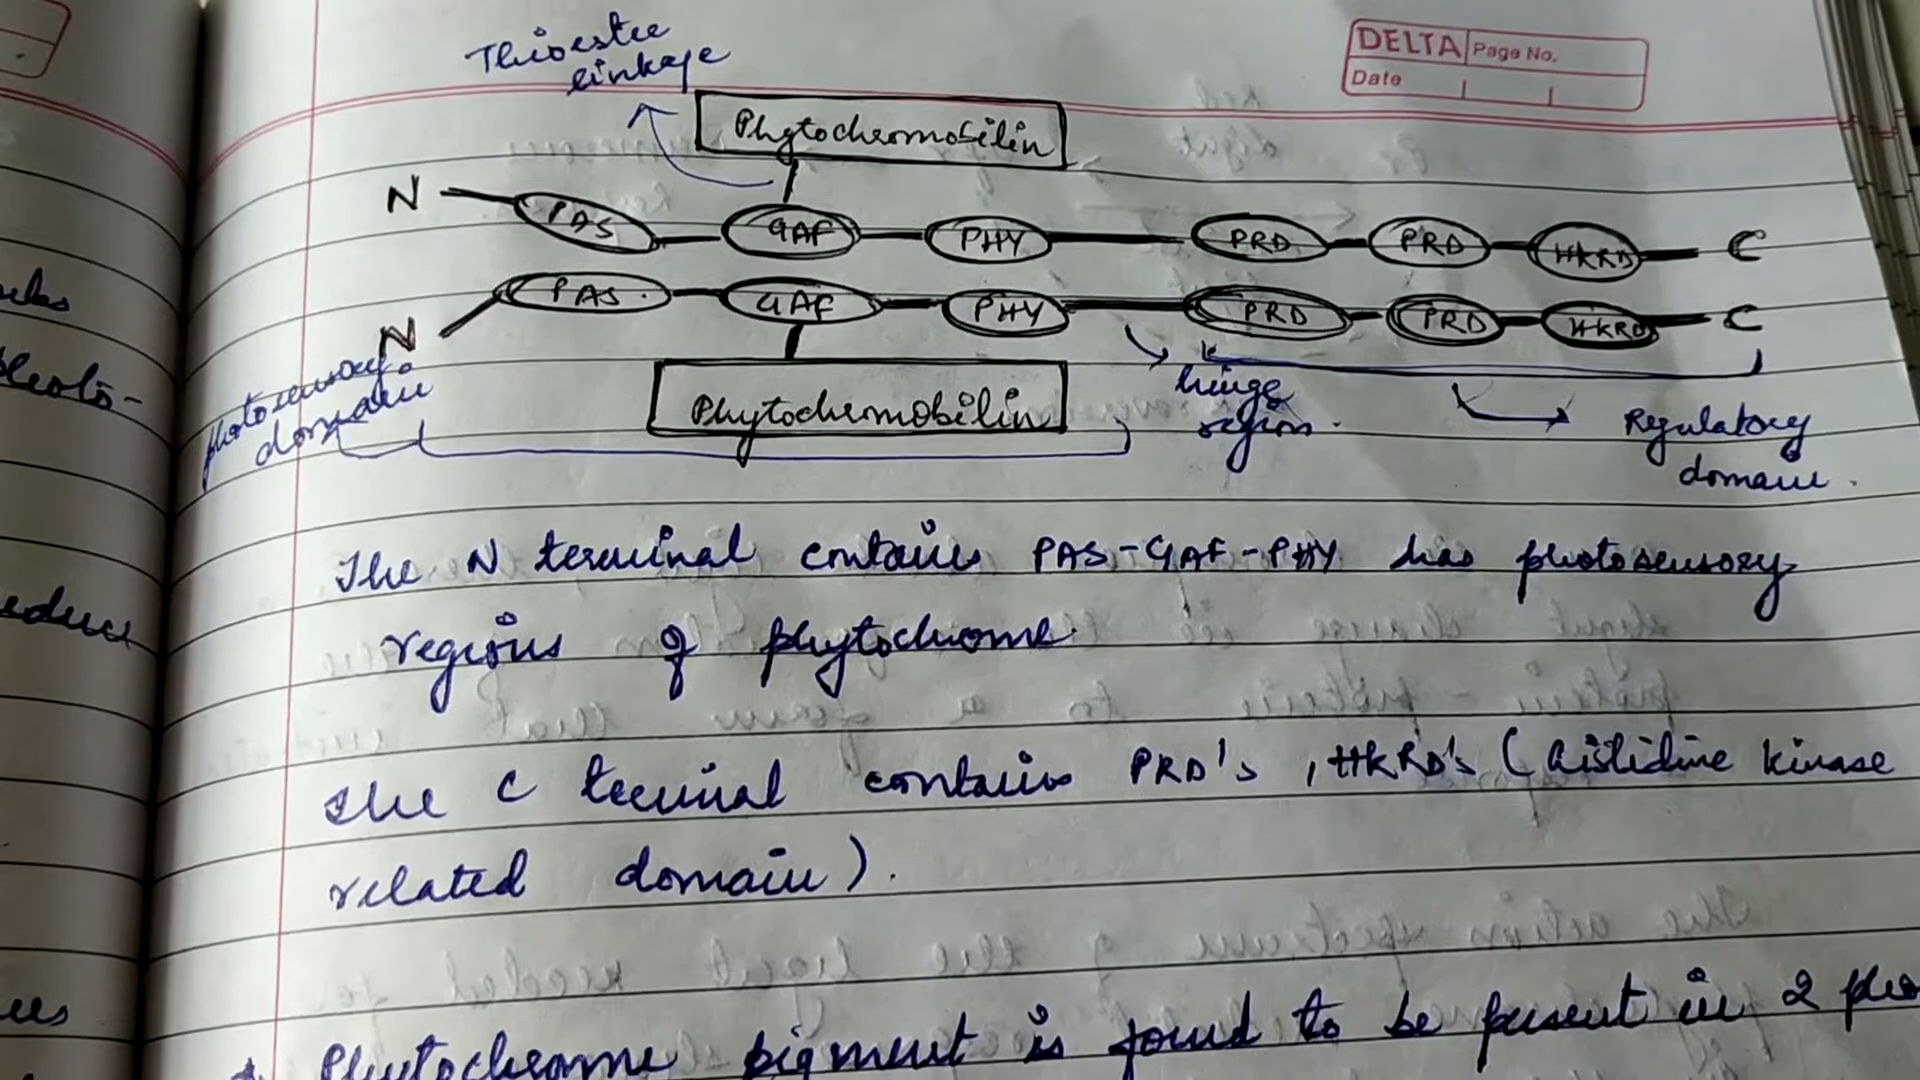 DELTA Page No.
Date
Thioester
linkage
Phytochromobilin
N PAS GAF PHY PRD PRD HKRD C
N PAS GAF PHY PRD PRD HKRD C
Phytochromobilin
photosensory
domain
hinge
region
Regulatory
domain
The N terminal contains PAS-GAF-PHY has photosensory
regions of phytochrome.
the C terminal contains PRD's, HKRD's (histidine kinase
related domain).
Phytochrome pigment is found to be present in 2
photo-